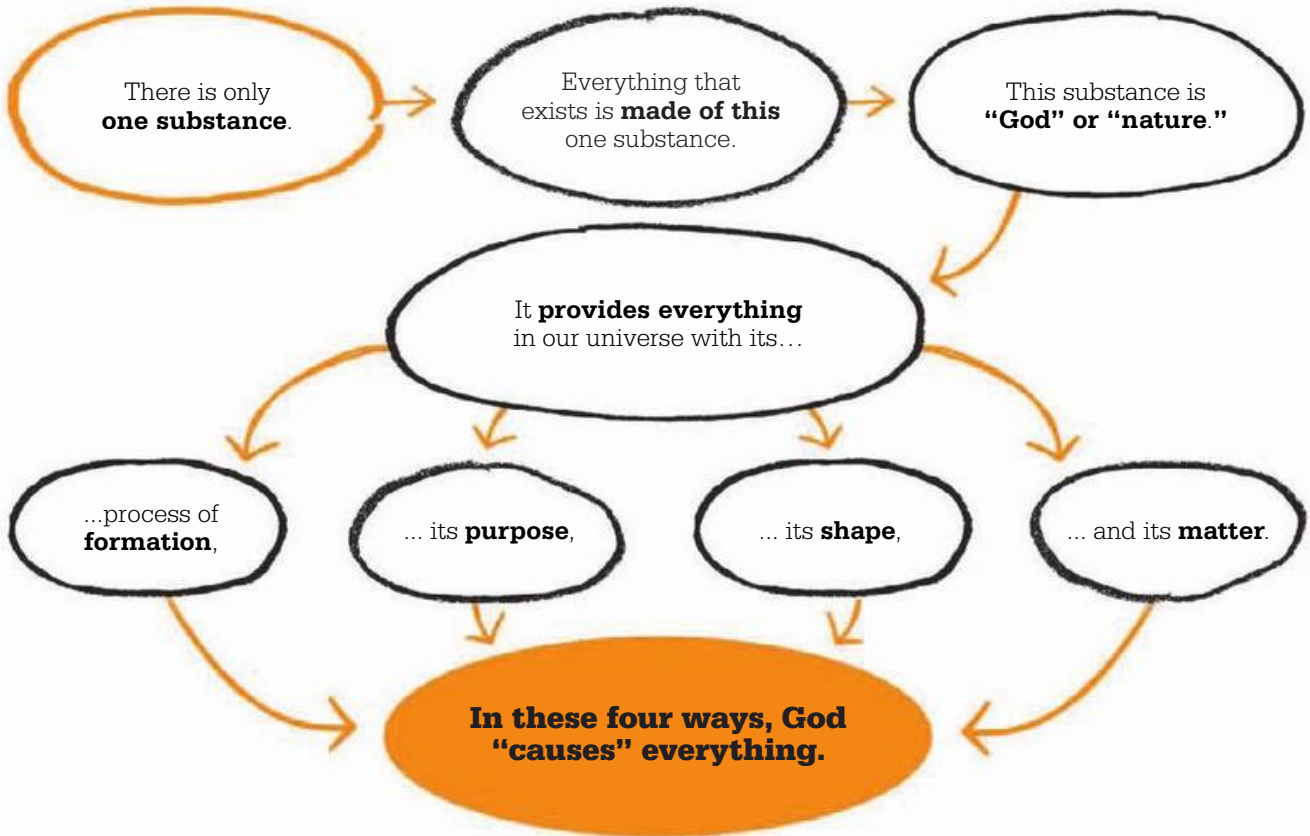 There is only
one substance.
Everything that
exists is made of this
one substance.
This substance is
“God” or “nature.”
It provides everything
in our universe with its…
...process of
formation,
... its purpose,
... its shape,
... and its matter.
In these four ways, God
“causes” everything.